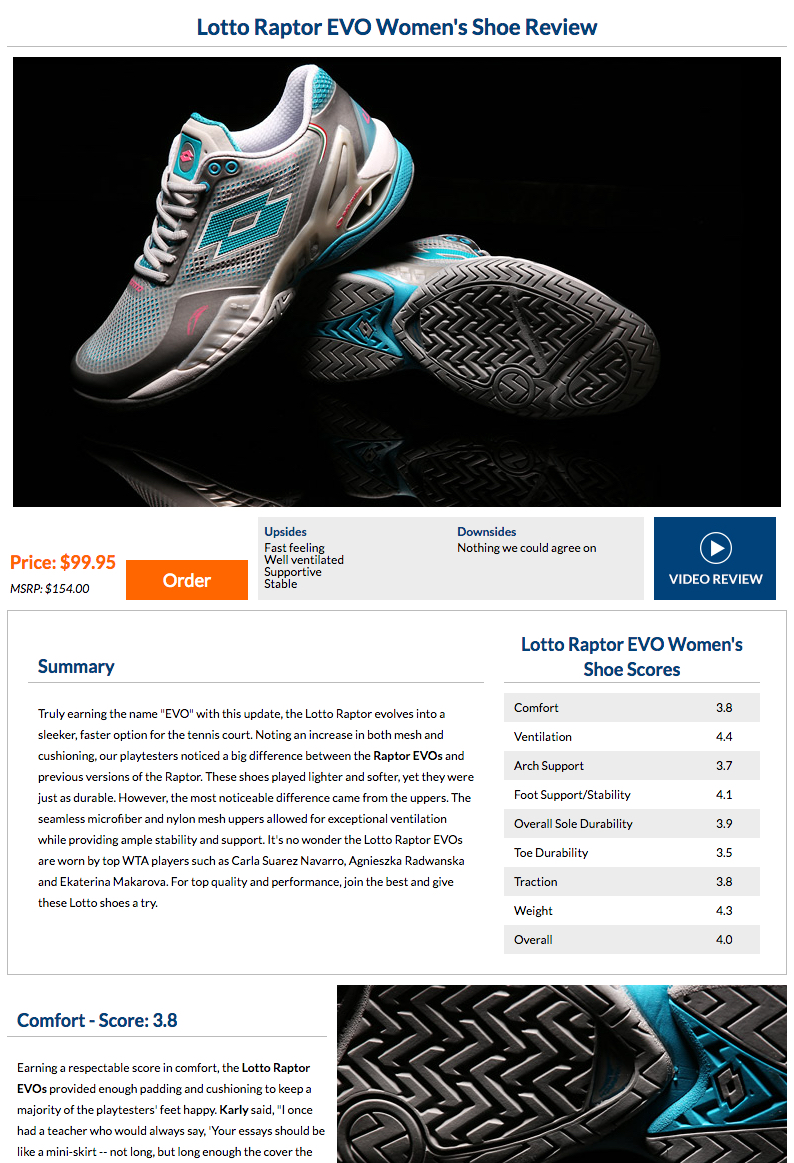 Lotto Raptor EVO Women's Shoe Review
Price: $99.95
MSRP: $154.00
Order
Upsides
Fast feeling
Well ventilated
Supportive
Stable
Downsides
Nothing we could agree on
VIDEO REVIEW
Summary
Truly earning the name "EVO" with this update, the Lotto Raptor evolves into a
sleeker, faster option for the tennis court. Noting an increase in both mesh and
cushioning, our playtesters noticed a big difference between the Raptor EVOs and
previous versions of the Raptor. These shoes played lighter and softer, yet they were
just as durable. However, the most noticeable difference came from the uppers. The
seamless microfiber and nylon mesh uppers allowed for exceptional ventilation
while providing ample stability and support. It's no wonder the Lotto Raptor EVOs
are worn by top WTA players such as Carla Suarez Navarro, Agnieszka Radwanska
and Ekaterina Makarova. For top quality and performance, join the best and give
these Lotto shoes a try.
Lotto Raptor EVO Women's
Shoe Scores
Comfort 3.8
Ventilation 4.4
Arch Support 3.7
Foot Support/Stability 4.1
Overall Sole Durability 3.9
Toe Durability 3.5
Traction 3.8
Weight 4.3
Overall 4.0
Comfort - Score: 3.8
Earning a respectable score in comfort, the Lotto Raptor
EVOs provided enough padding and cushioning to keep a
majority of the playtesters' feet happy. Karly said, "I once
had a teacher who would always say, 'Your essays should be
like a mini-skirt -- not long, but long enough the cover the